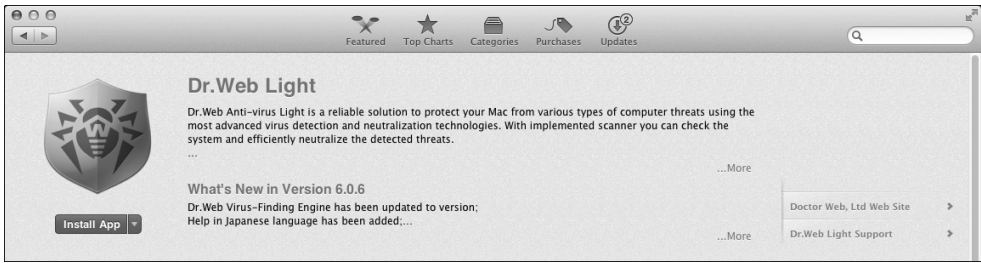 2
Featured
Top Charts
Categories
Purchases
Updates
Dr.Web Light
Dr.Web Anti-virus Light is a reliable solution to protect your Mac from various types of computer threats using the
most advanced virus detection and neutralization technologies. With implemented scanner you can check the
system and efficiently neutralize the detected threats.
...
...More
What's New in Version 6.0.6
Dr.Web Virus-Finding Engine has been updated to version;
Help in Japanese language has been added;...
...More
Install App
Doctor Web, Ltd Web Site
Dr.Web Light Support